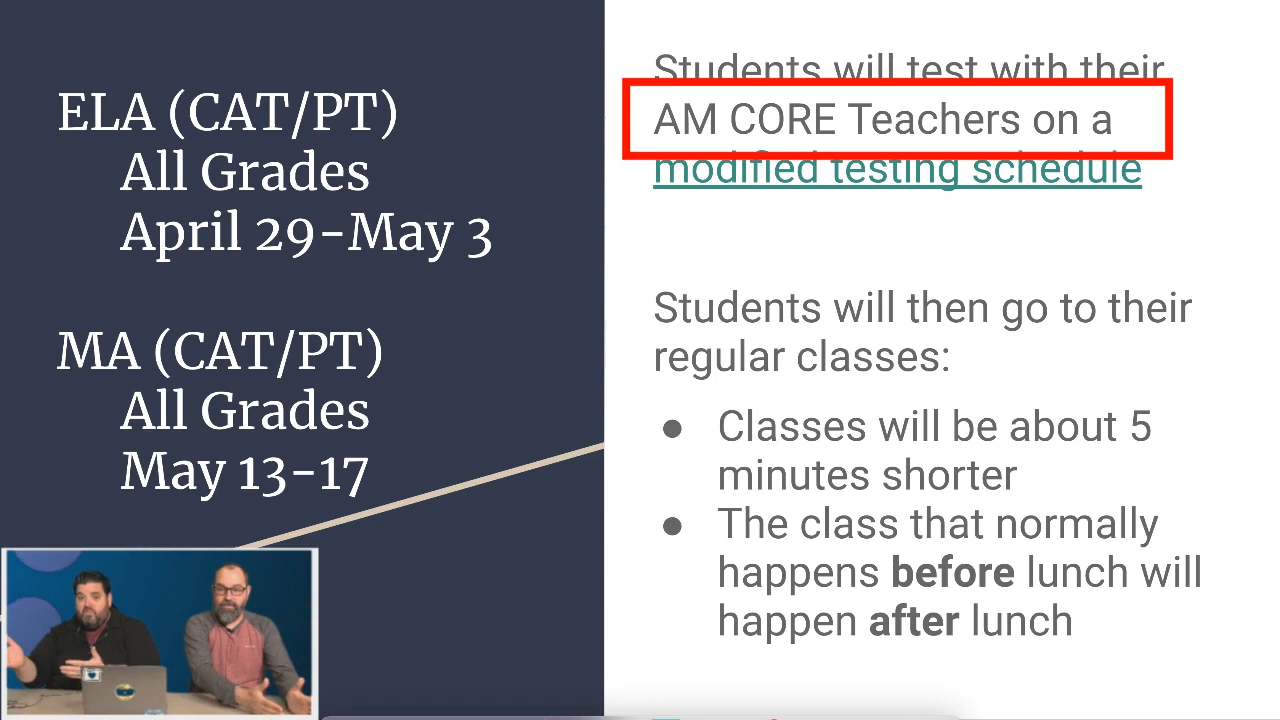 ELA (CAT/PT)
All Grades
April 29-May 3
MA (CAT/PT)
All Grades
May 13-17
Students will test with their
AM CORE Teachers on a
modified testing schedule
Students will then go to their
regular classes:
● Classes will be about 5
minutes shorter
● The class that normally
happens before lunch will
happen after lunch